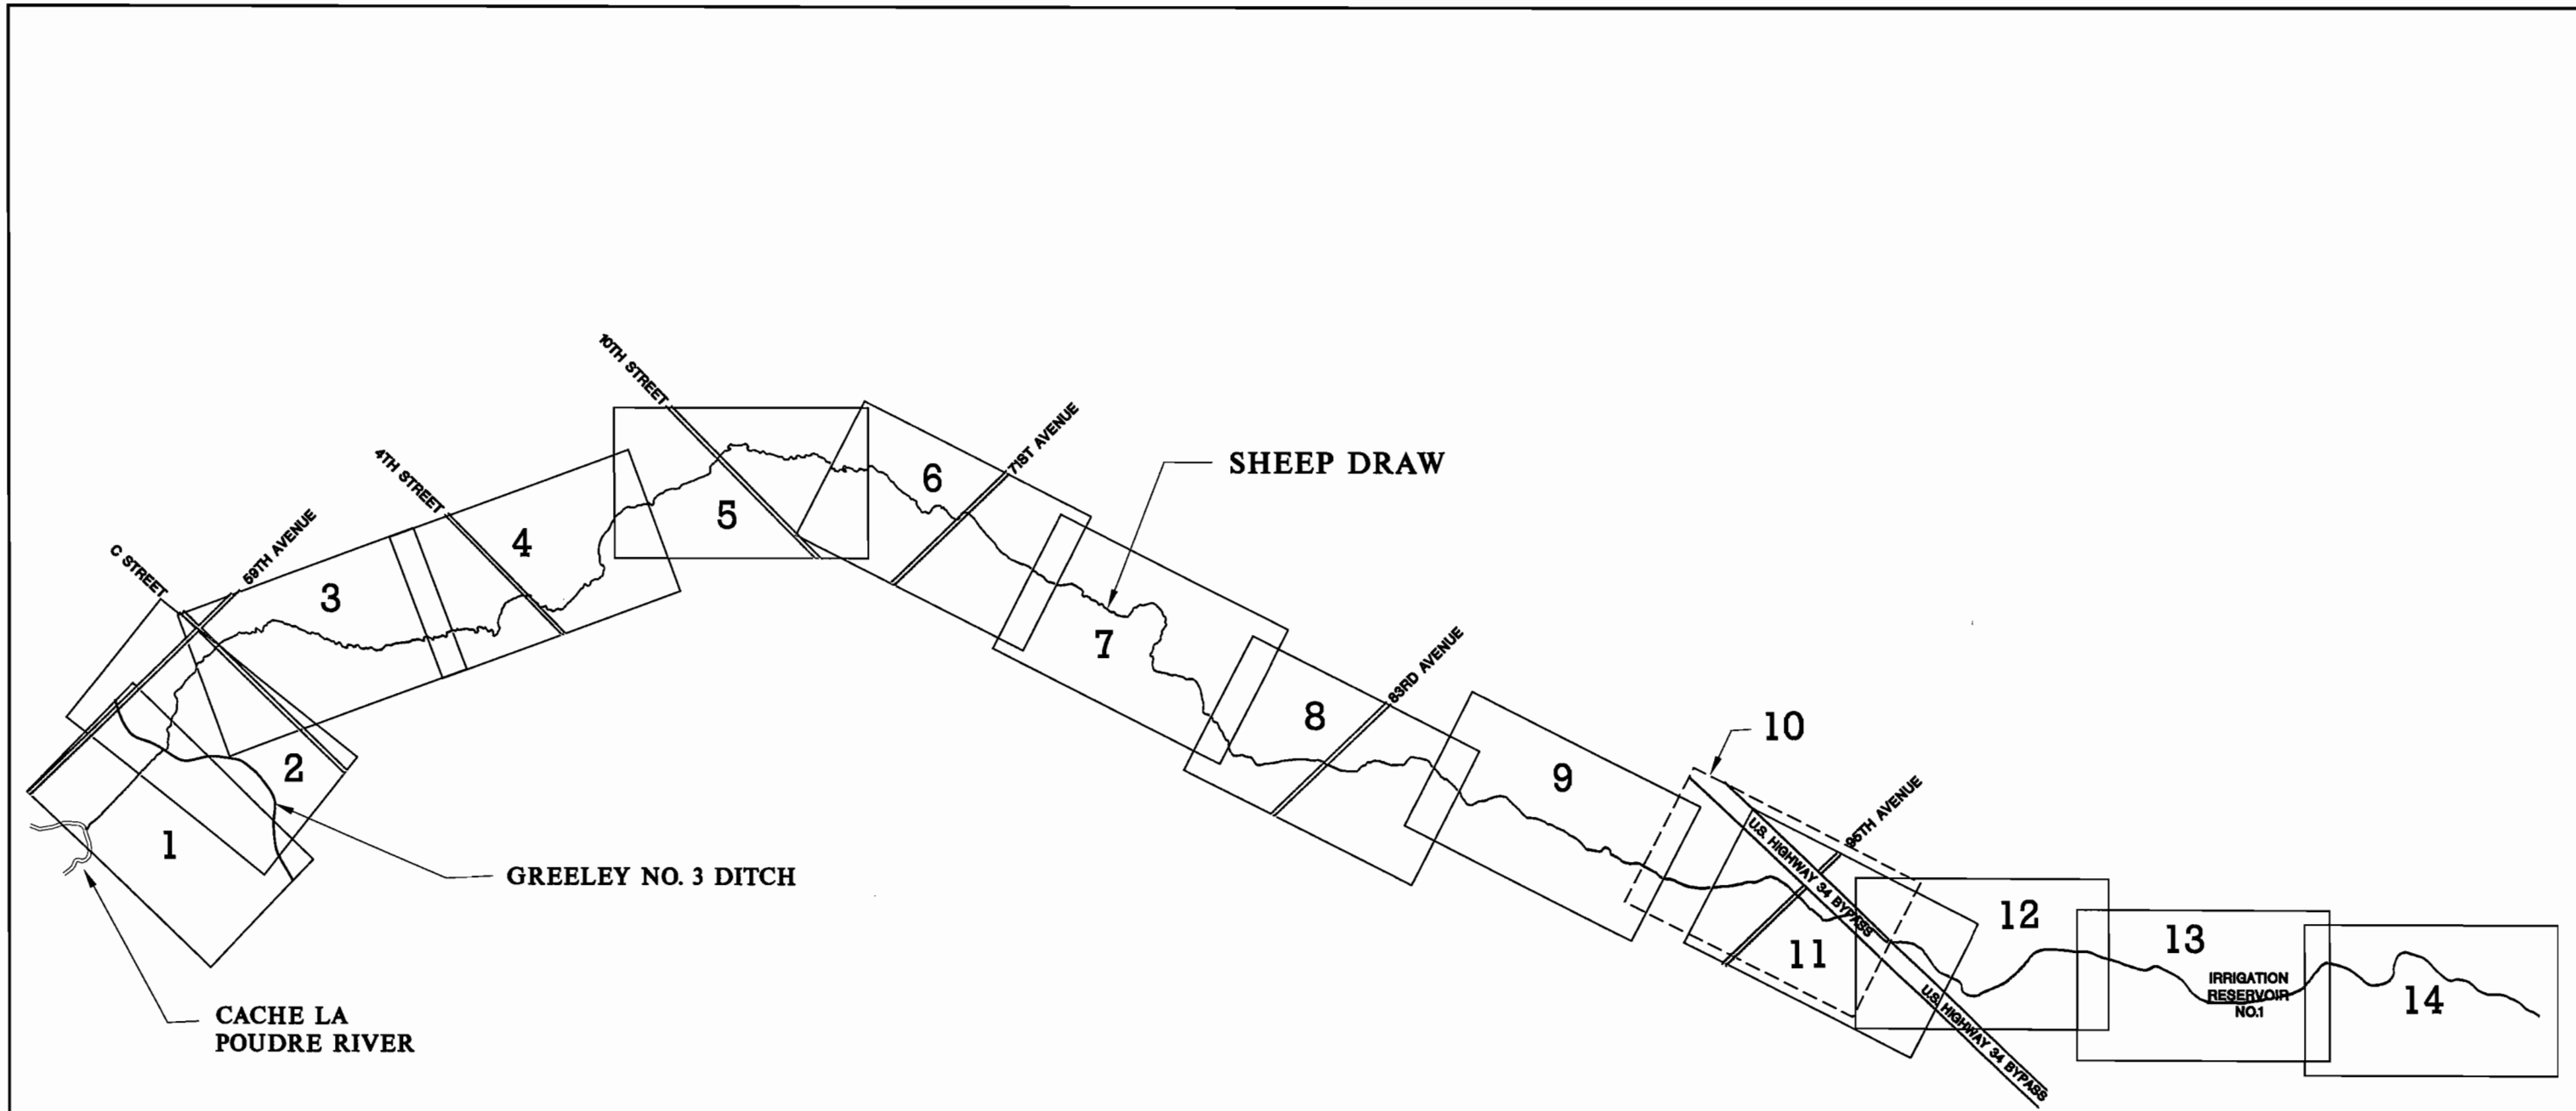 10TH STREET
71ST AVENUE
SHEEP DRAW
6
4TH STREET
5
4
59TH AVENUE
C STREET
3
7
83RD AVENUE
8
10
2
9
95TH AVENUE
1
U.S. HIGHWAY 34 BYPASS
GREELEY NO. 3 DITCH
12
11
13
IRRIGATION
RESERVOIR
NO.1
14
U.S. HIGHWAY 34 BYPASS
CACHE LA
POUDRE RIVER